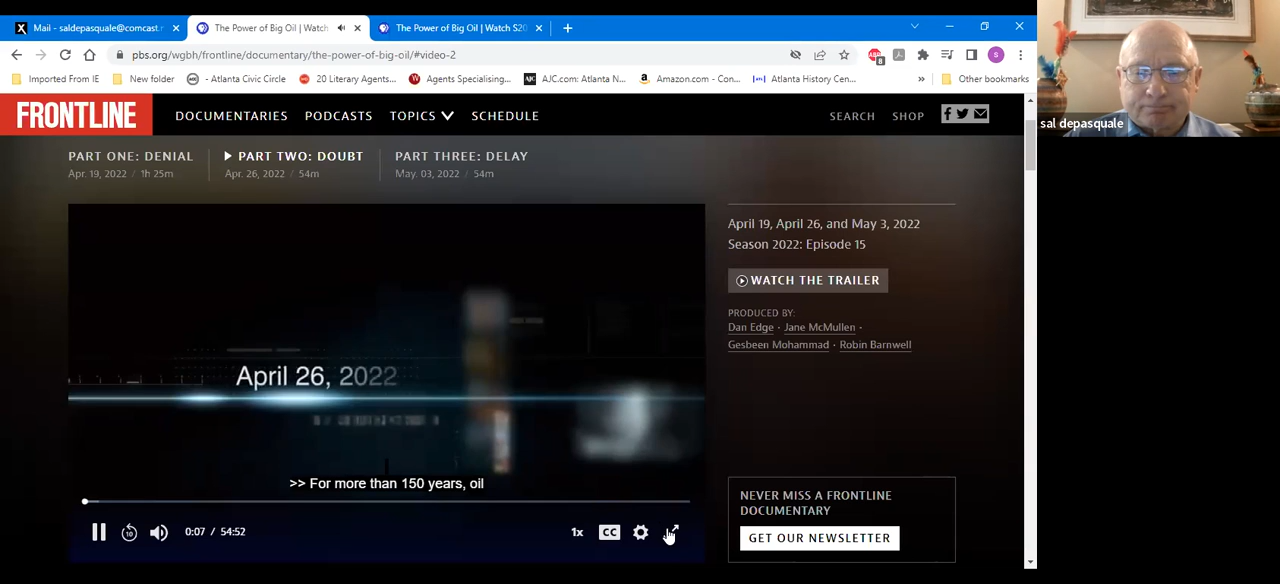 Mail - saldepasquale@comcast.n
The Power of Big Oil | Watch
The Power of Big Oil | Watch S20
pbs.org/wgbh/frontline/documentary/the-power-of-big-oil/#video-2
8
s
Imported From IE
New folder
- Atlanta Civic Circle
20 Literary Agents...
Agents Specialising...
AJC.com: Atlanta N...
Amazon.com - Con...
Atlanta History Cen...
»
Other bookmarks
FRONTLINE
DOCUMENTARIES PODCASTS TOPICS SCHEDULE
SEARCH SHOP
PART ONE: DENIAL
Apr. 19, 2022 / 1h 25m
PART TWO: DOUBT
Apr. 26, 2022 / 54m
PART THREE: DELAY
May. 03, 2022 / 54m
April 26, 2022
>> For more than 150 years, oil
10
0:07 / 54:52
1x
CC
April 19, April 26, and May 3, 2022
Season 2022: Episode 15
WATCH THE TRAILER
PRODUCED BY:
Dan Edge · Jane McMullen ·
Gesbeen Mohammad · Robin Barnwell
NEVER MISS A FRONTLINE
DOCUMENTARY
GET OUR NEWSLETTER
sal depasquale